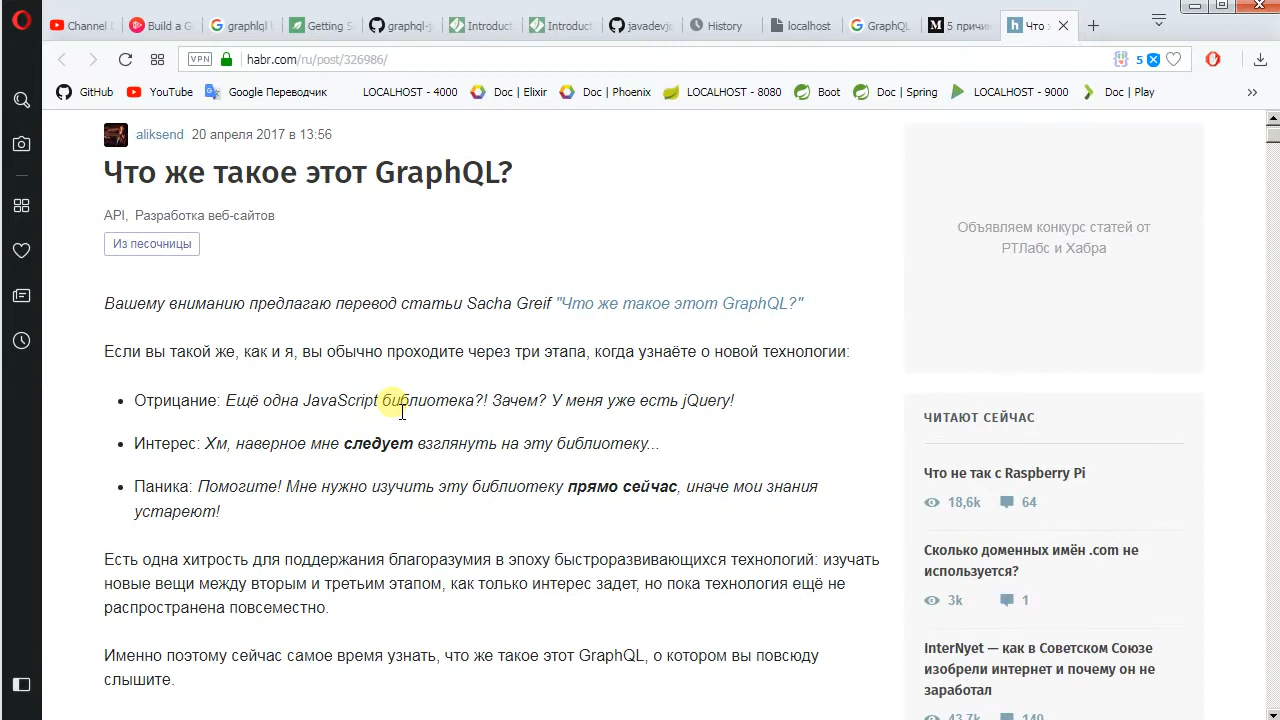 Channel
Build a G
graphlql
Getting S
graphql-j
Introduct
Introduct
javadevjo
History
localhost
GraphQL
5 причин
Что
VPN
habr.com/ru/post/326986/
5
GitHub
YouTube
Google Переводчик
LOCALHOST - 4000
Doc | Elixir
Doc | Phoenix
LOCALHOST - 8080
Boot
Doc | Spring
LOCALHOST - 9000
Doc | Play
aliksend 20 апреля 2017 в 13:56
Что же такое этот GraphQL?
API, Разработка веб-сайтов
Из песочницы
Вашему вниманию предлагаю перевод статьи Sacha Greif "Что же такое этот GraphQL?"
Если вы такой же, как и я, вы обычно проходите через три этапа, когда узнаёте о новой технологии:
• Отрицание: Ещё одна JavaScript библиотека?! Зачем? У меня уже есть jQuery!
• Интерес: Хм, наверное мне следует взглянуть на эту библиотеку...
• Паника: Помогите! Мне нужно изучить эту библиотеку прямо сейчас, иначе мои знания
устареют!
Есть одна хитрость для поддержания благоразумия в эпоху быстроразвивающихся технологий: изучать
новые вещи между вторым и третьим этапом, как только интерес задет, но пока технология ещё не
распространена повсеместно.
Именно поэтому сейчас самое время узнать, что же такое этот GraphQL, о котором вы повсюду
слышите.
Объявляем конкурс статей от
РТЛабс и Хабра
ЧИТАЮТ СЕЙЧАС
Что не так с Raspberry Pi
18,6k 64
Сколько доменных имён .com не
используется?
3k 1
InterNyet — как в Советском Союзе
изобрели интернет и почему он не
заработал
43,7k 140